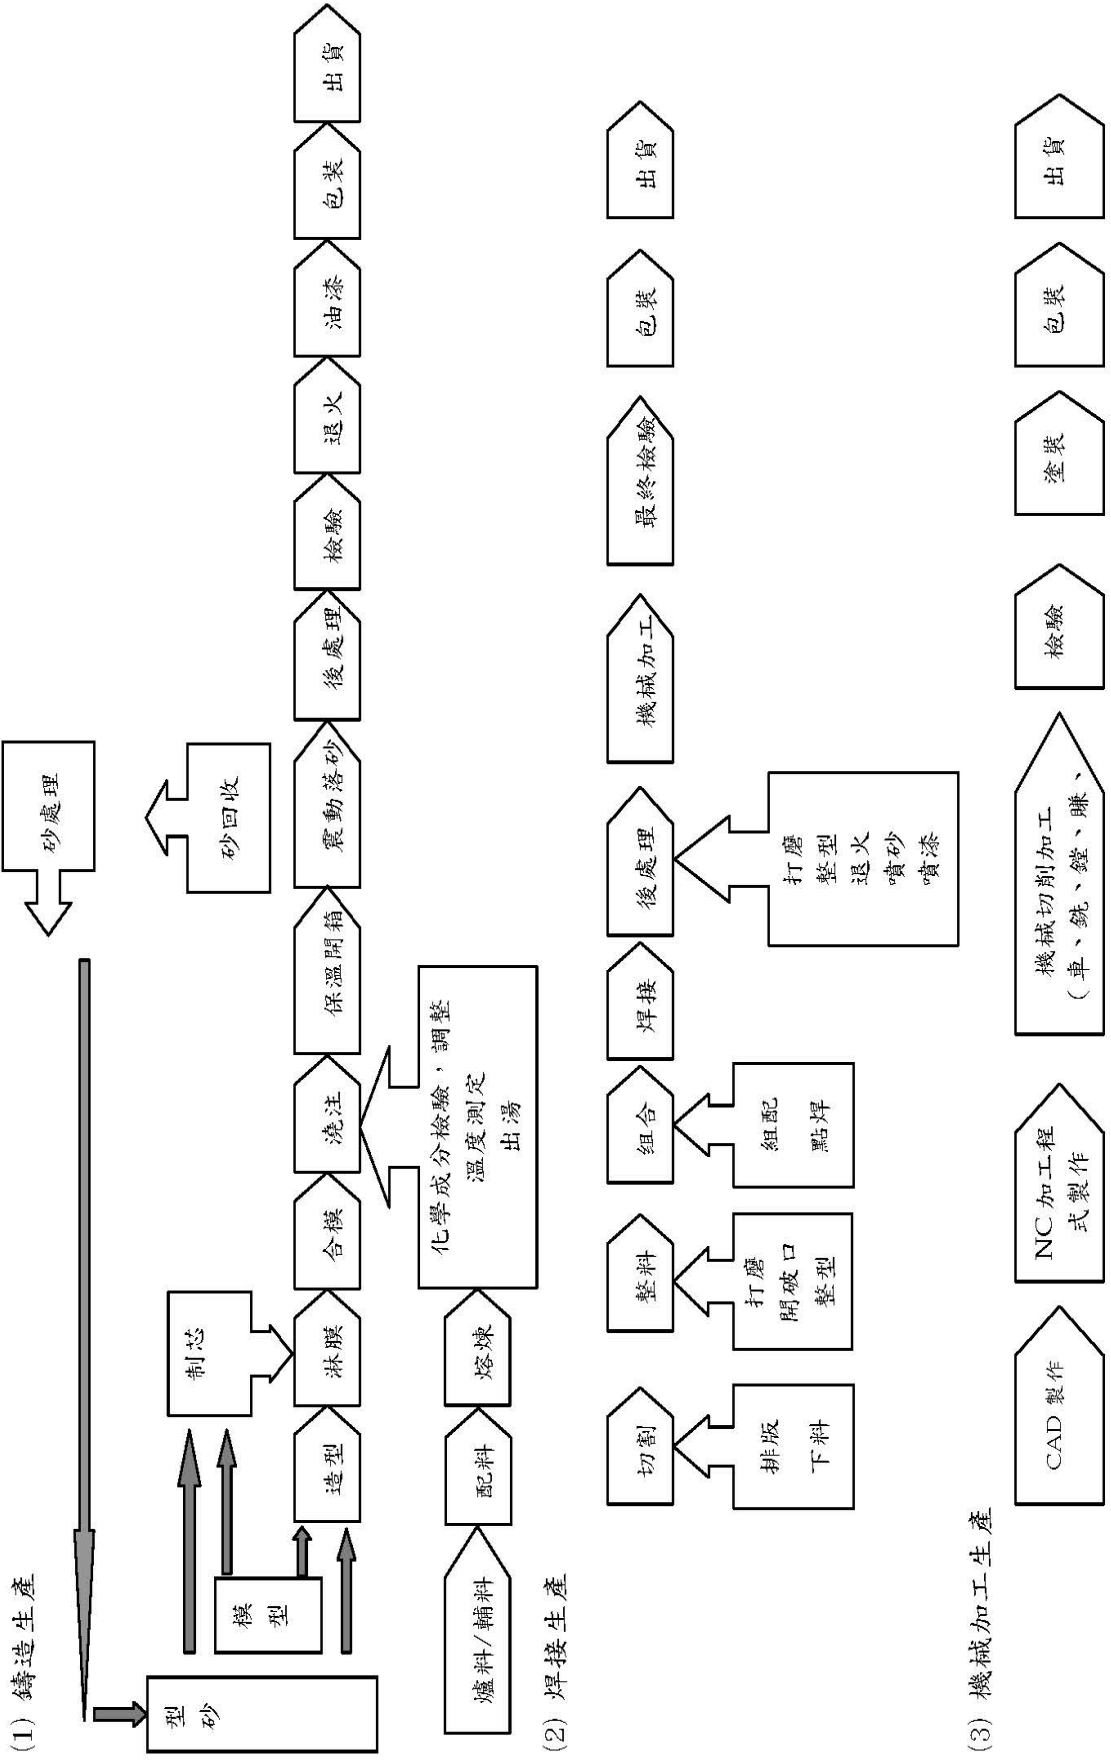 (1) 鑄造生產
砂處理
砂回收
型
砂
模
型
制芯
造型
淋膜
合模
澆注
保溫開箱
震動落砂
後處理
檢驗
退火
油漆
包裝
出貨
爐料/輔料
配料
熔煉
化學成分檢驗，調整
溫度測定
出湯
(2) 焊接生產
切割
整料
组合
焊接
後處理
機械加工
最終檢驗
包裝
出貨
排版
下料
打磨
開破口
整型
組配
點焊
打磨
整型
退火
噴砂
噴漆
(3) 機械加工生產
CAD 製作
NC 加工程
式製作
機械切削加工
(車、銑、鏜、賺、
檢驗
塗裝
包裝
出貨